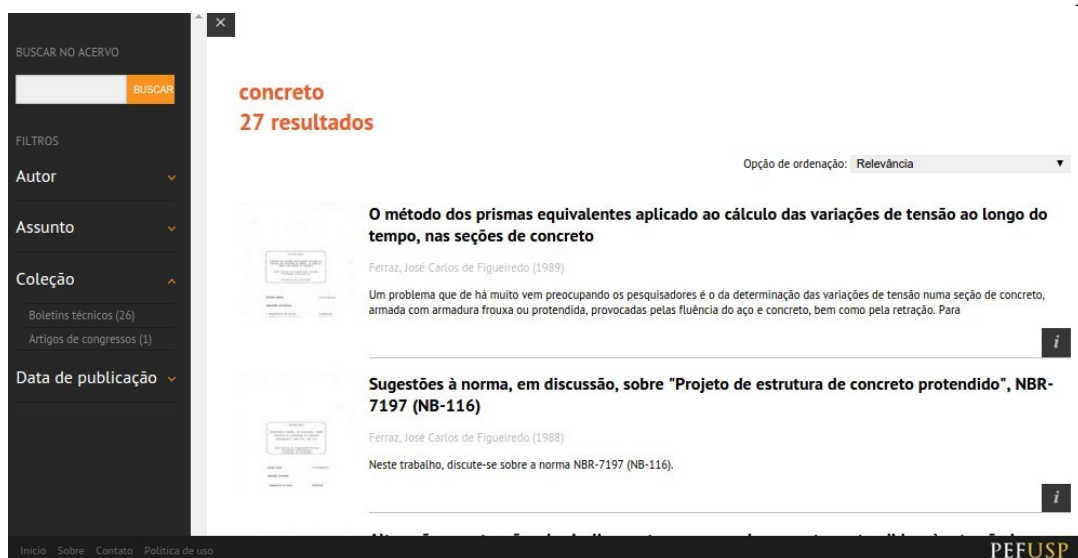 BUSCAR NO ACERVO
BUSCAR
FILTROS
Autor
Assunto
Coleção
Boletins técnicos (26)
Artigos de congressos (1)
Data de publicação
concreto
27 resultados
Opção de ordenação: Relevância
O método dos prismas equivalentes aplicado ao cálculo das variações de tensão ao longo do
tempo, nas seções de concreto
Ferraz, José Carlos de Figueiredo (1989)
Um problema que de há muito vem preocupando os pesquisadores é o da determinação das variações de tensão numa seção de concreto,
armada com armadura frouxa ou protendida, provocadas pelas fluência do aço e concreto, bem como pela retração. Para
i
Sugestões à norma, em discussão, sobre "Projeto de estrutura de concreto protendido", NBR-
7197 (NB-116)
Ferraz, José Carlos de Figueiredo (1988)
Neste trabalho, discute-se sobre a norma NBR-7197 (NB-116).
i
Início Sobre Contato Política de uso
PEFUSP